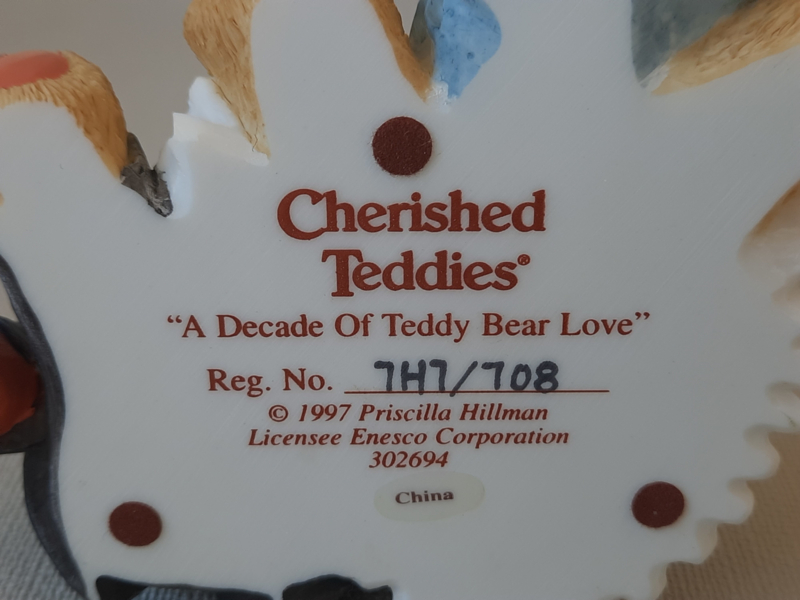 Cherished
Teddies®
“A Decade Of Teddy Bear Love”
Reg. No. 7H7/708
© 1997 Priscilla Hillman
Licensee Enesco Corporation
302694
China